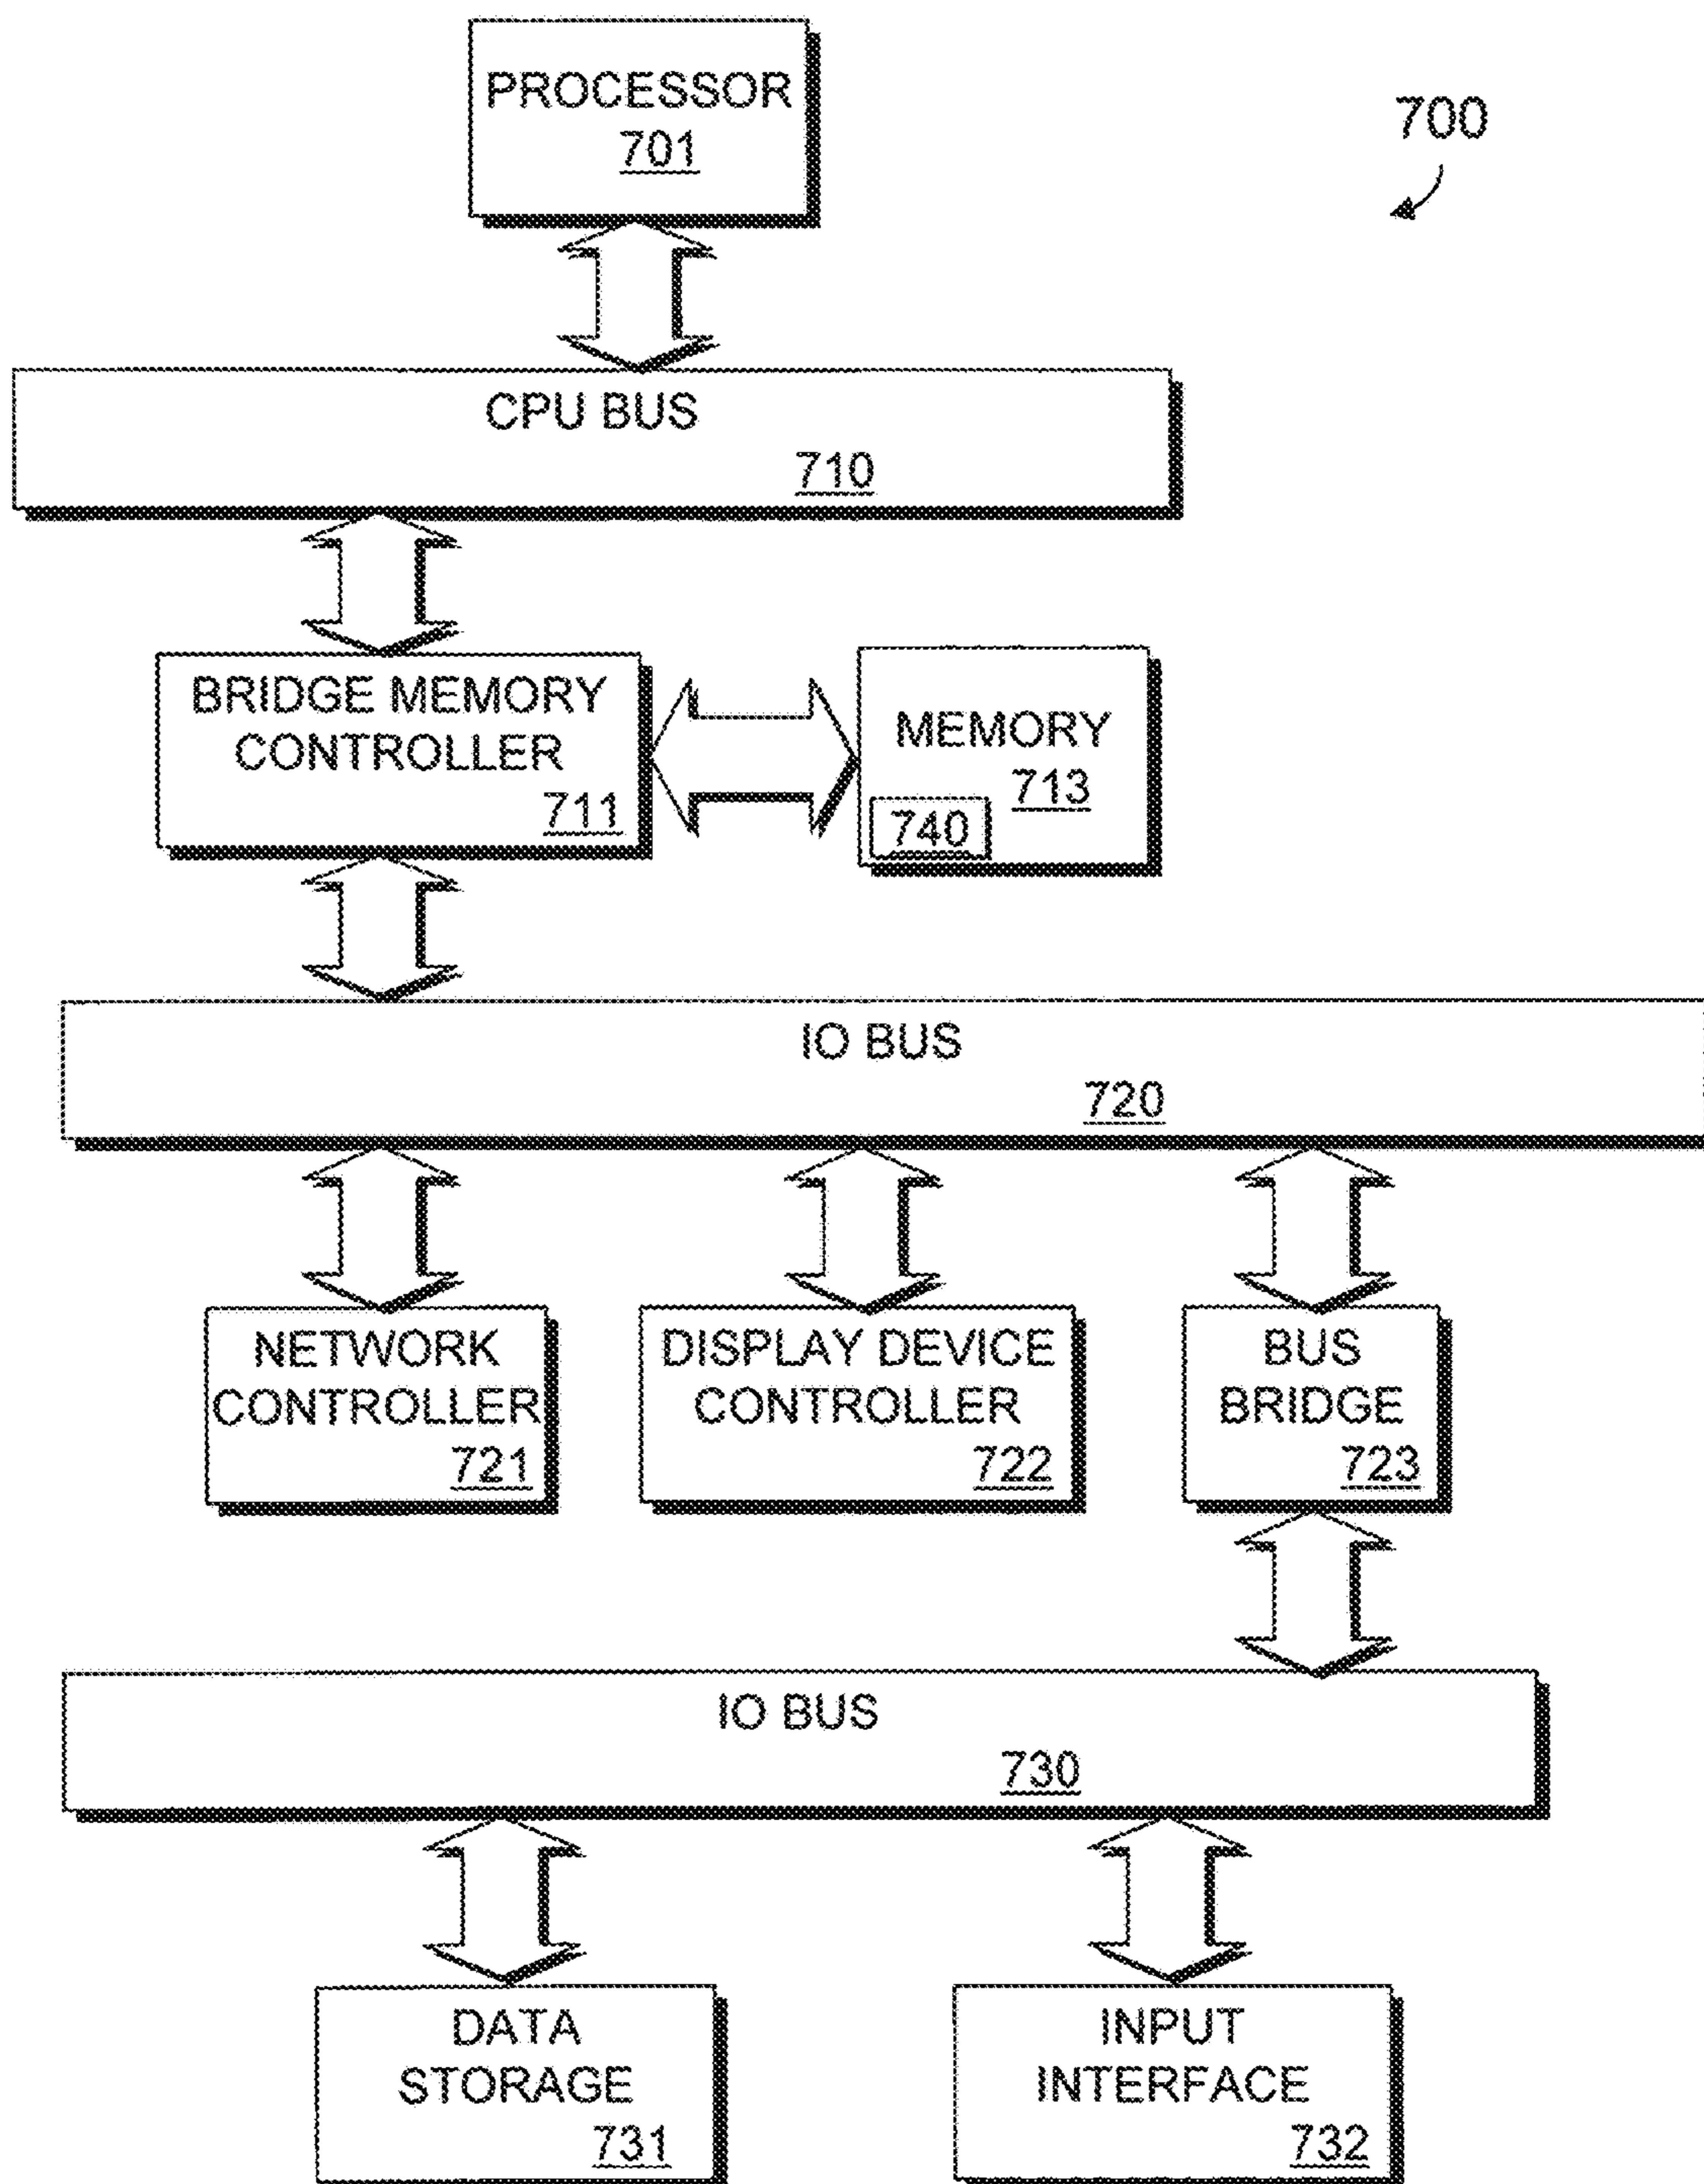 PROCESSOR
701
700
CPU BUS
710
BRIDGE MEMORY
CONTROLLER
711
MEMORY
713
740
IO BUS
720
NETWORK
CONTROLLER
721
DISPLAY DEVICE
CONTROLLER
722
BUS
BRIDGE
723
IO BUS
730
DATA
STORAGE
731
INPUT
INTERFACE
732